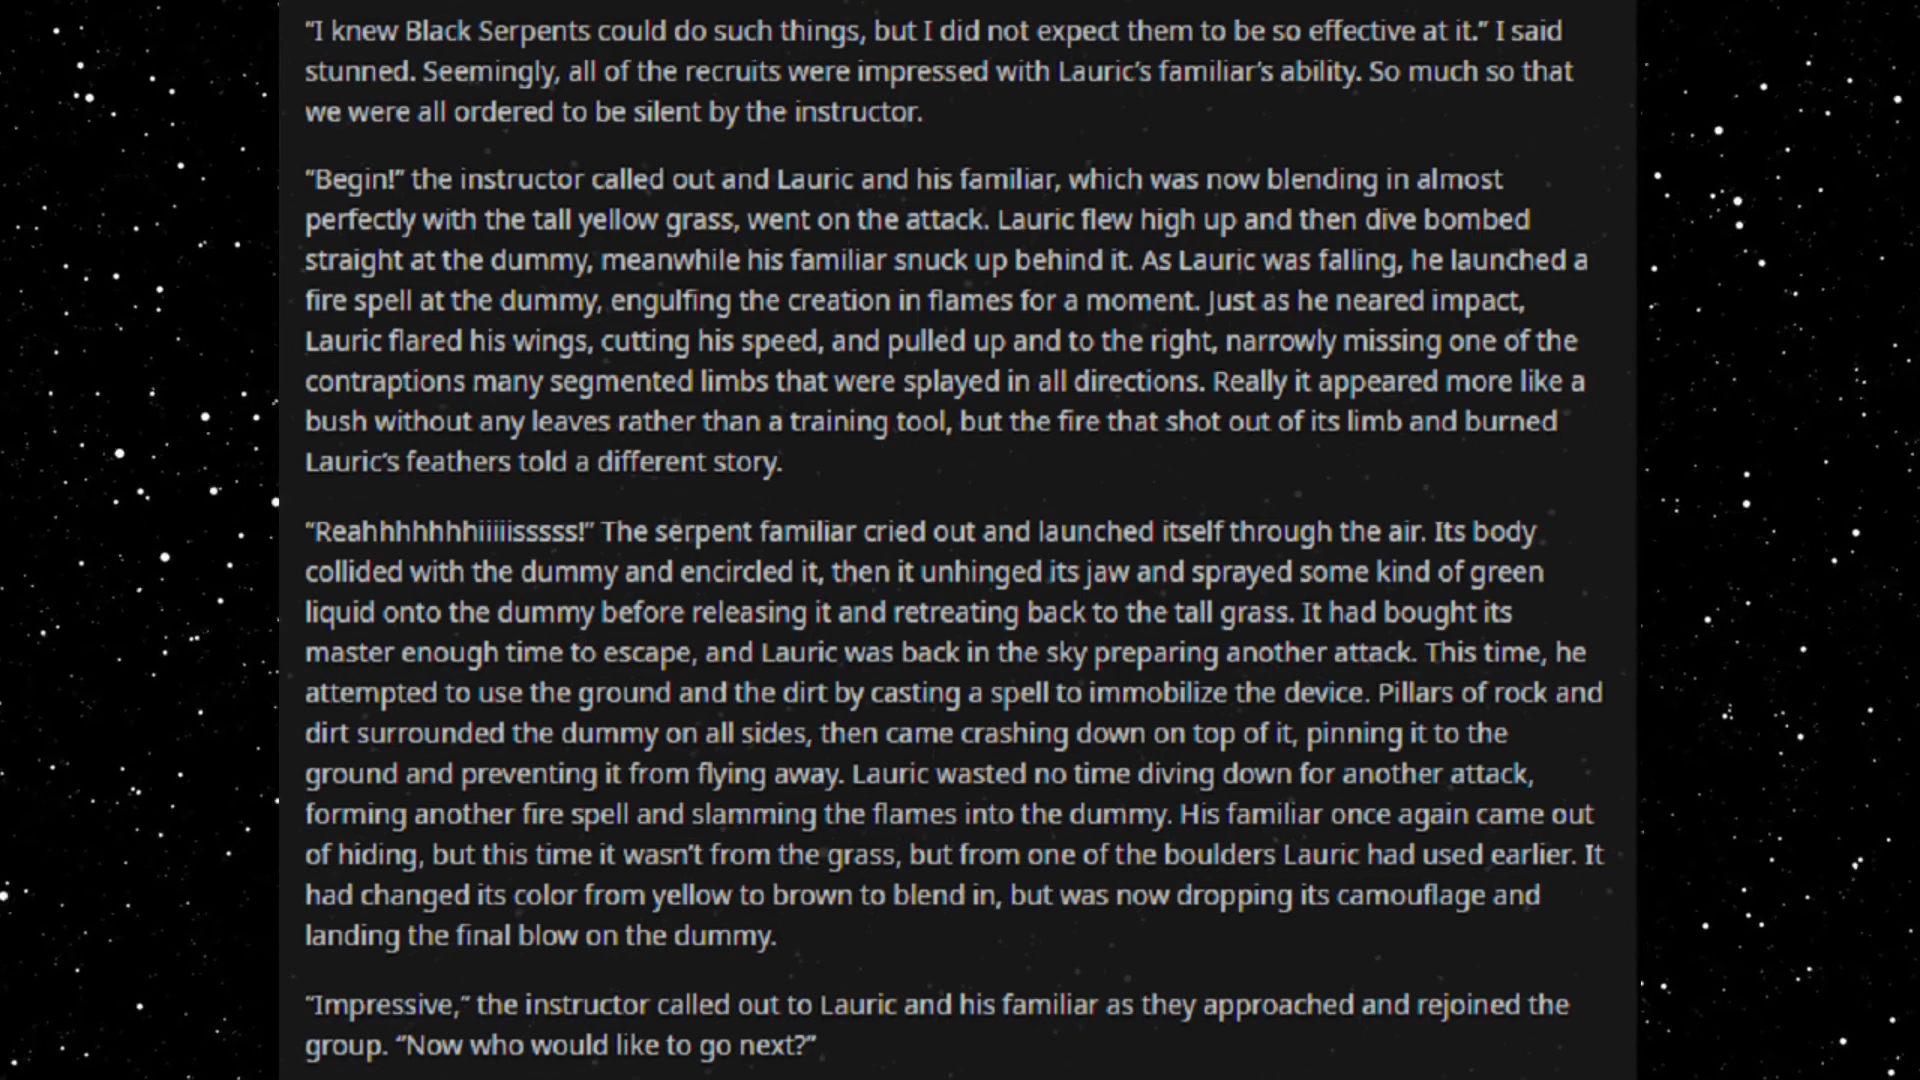 “I knew Black Serpents could do such things, but I did not expect them to be so effective at it.” I said
stunned. Seemingly, all of the recruits were impressed with Lauric’s familiar’s ability. So much so that
we were all ordered to be silent by the instructor.
“Begin!” the instructor called out and Lauric and his familiar, which was now blending in almost
perfectly with the tall yellow grass, went on the attack. Lauric flew high up and then dive bombed
straight at the dummy, meanwhile his familiar snuck up behind it. As Lauric was falling, he launched a
fire spell at the dummy, engulfing the creation in flames for a moment. Just as he neared impact,
Lauric flared his wings, cutting his speed, and pulled up and to the right, narrowly missing one of the
contraptions many segmented limbs that were splayed in all directions. Really it appeared more like a
bush without any leaves rather than a training tool, but the fire that shot out of its limb and burned
Lauric’s feathers told a different story.
“Reahhhhhhhiiiiisssss!” The serpent familiar cried out and launched itself through the air. Its body
collided with the dummy and encircled it, then it unhinged its jaw and sprayed some kind of green
liquid onto the dummy before releasing it and retreating back to the tall grass. It had bought its
master enough time to escape, and Lauric was back in the sky preparing another attack. This time, he
attempted to use the ground and the dirt by casting a spell to immobilize the device. Pillars of rock and
dirt surrounded the dummy on all sides, then came crashing down on top of it, pinning it to the
ground and preventing it from flying away. Lauric wasted no time diving down for another attack,
forming another fire spell and slamming the flames into the dummy. His familiar once again came out
of hiding, but this time it wasn’t from the grass, but from one of the boulders Lauric had used earlier. It
had changed its color from yellow to brown to blend in, but was now dropping its camouflage and
landing the final blow on the dummy.
“Impressive,” the instructor called out to Lauric and his familiar as they approached and rejoined the
group. “Now who would like to go next?”